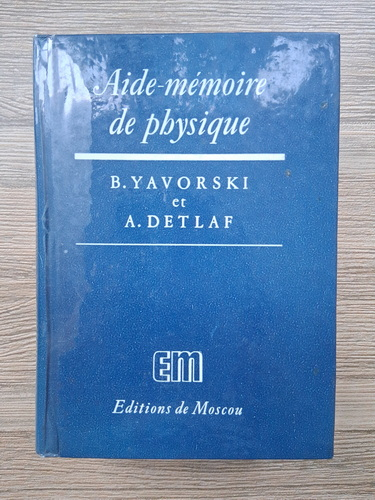 Aide-mémoire
de physique
B. YAVORSKI
et
A. DETLAF
EM
Editions de Moscou